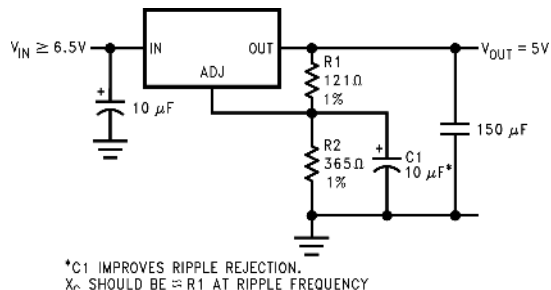 V_IN ≥ 6.5V
IN
OUT
ADJ
V_OUT = 5V
R1
121Ω
1%
+
10 μF
R2
365Ω
1%
+
C1
10 μF*
150 μF
*C1 IMPROVES RIPPLE REJECTION.
X_C SHOULD BE ≈ R1 AT RIPPLE FREQUENCY